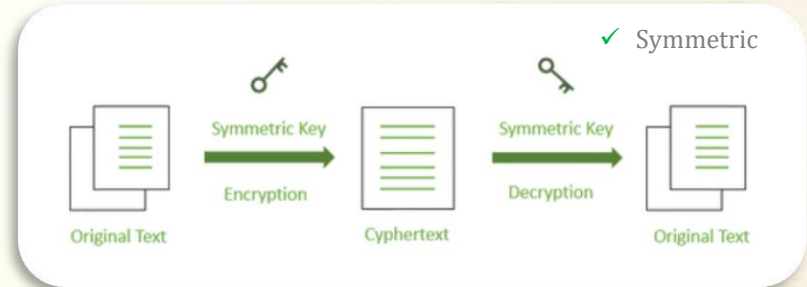 ✓ Symmetric
Symmetric Key
Symmetric Key
Encryption
Decryption
Original Text
Cyphertext
Original Text